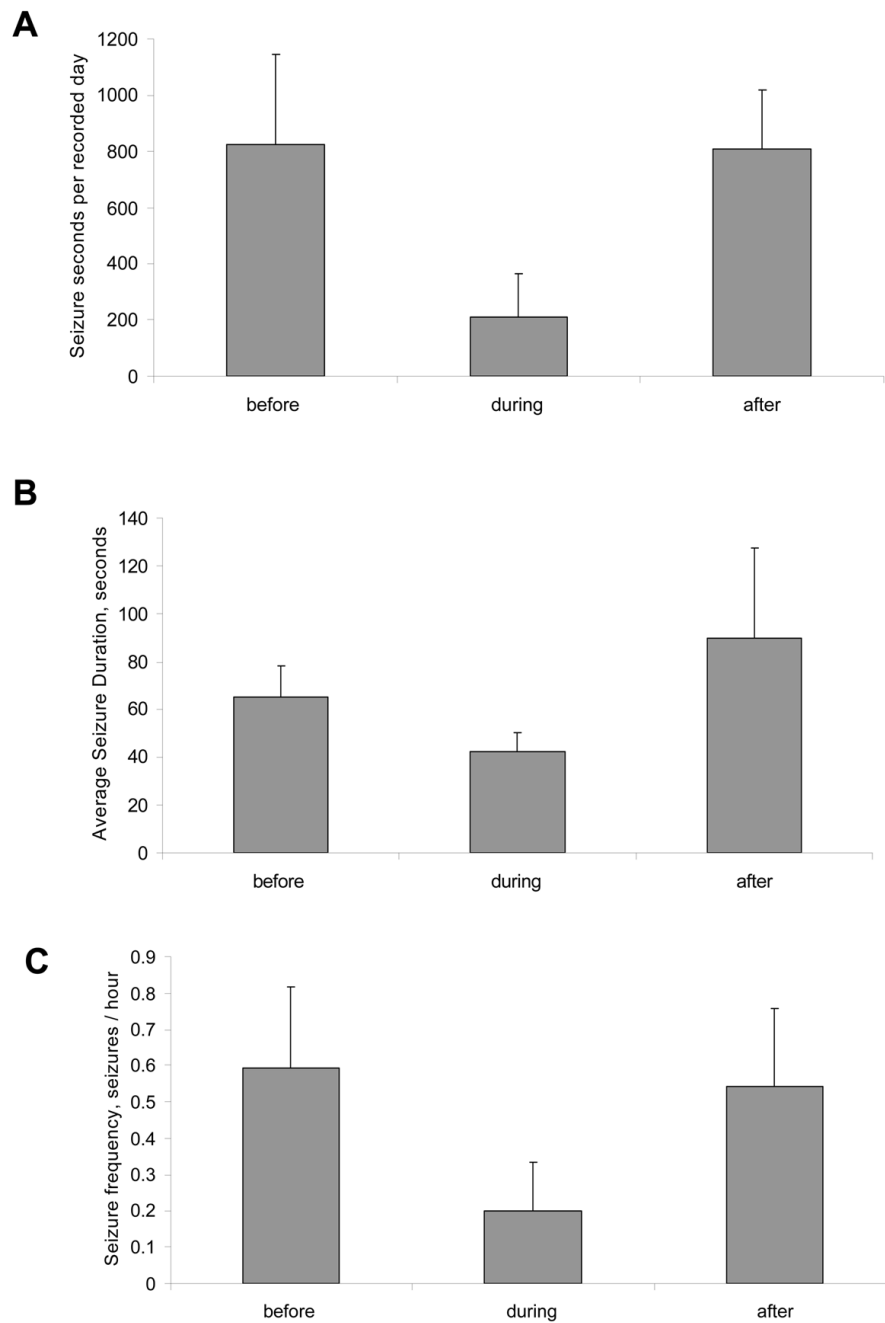 A
Seizure seconds per recorded day
1200
1000
800
600
400
200
0
before during after
B
Average Seizure Duration, seconds
140
120
100
80
60
40
20
0
before during after
C
Seizure frequency, seizures / hour
0.9
0.8
0.7
0.6
0.5
0.4
0.3
0.2
0.1
0
before during after